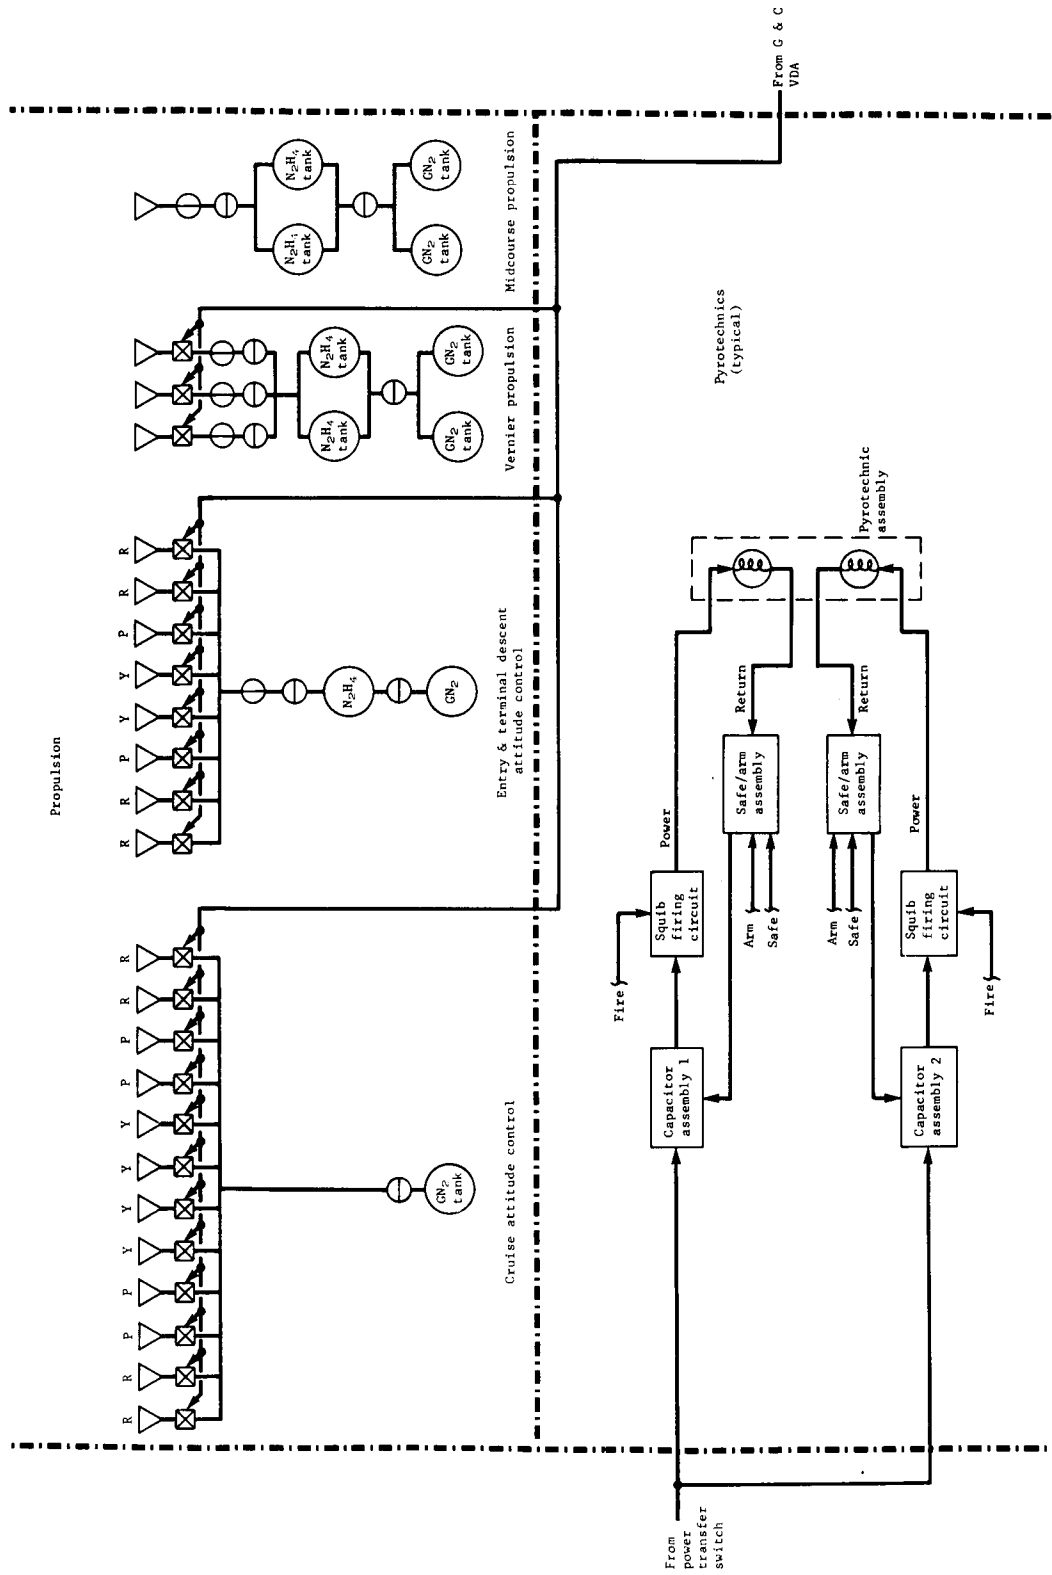 Propulsion
R
R
P
P
Y
Y
Y
Y
P
P
R
R
GN2
tank
Cruise attitude control
R
R
P
Y
Y
P
R
R
N2H4
GN2
Entry & terminal descent
attitude control
N2H4
tank
N2H4
tank
GN2
tank
GN2
tank
Vernier propulsion
N2H4
tank
N2H4
tank
GN2
tank
GN2
tank
Midcourse propulsion
From G & C
VDA
Pyrotechnics
(typical)
From
power
transfer
switch
Fire
Capacitor
assembly 1
Squib
firing
circuit
Power
Arm
Safe
Safe/arm
assembly
Return
Pyrotechnic
assembly
Arm
Safe
Safe/arm
assembly
Return
Capacitor
assembly 2
Squib
firing
circuit
Power
Fire